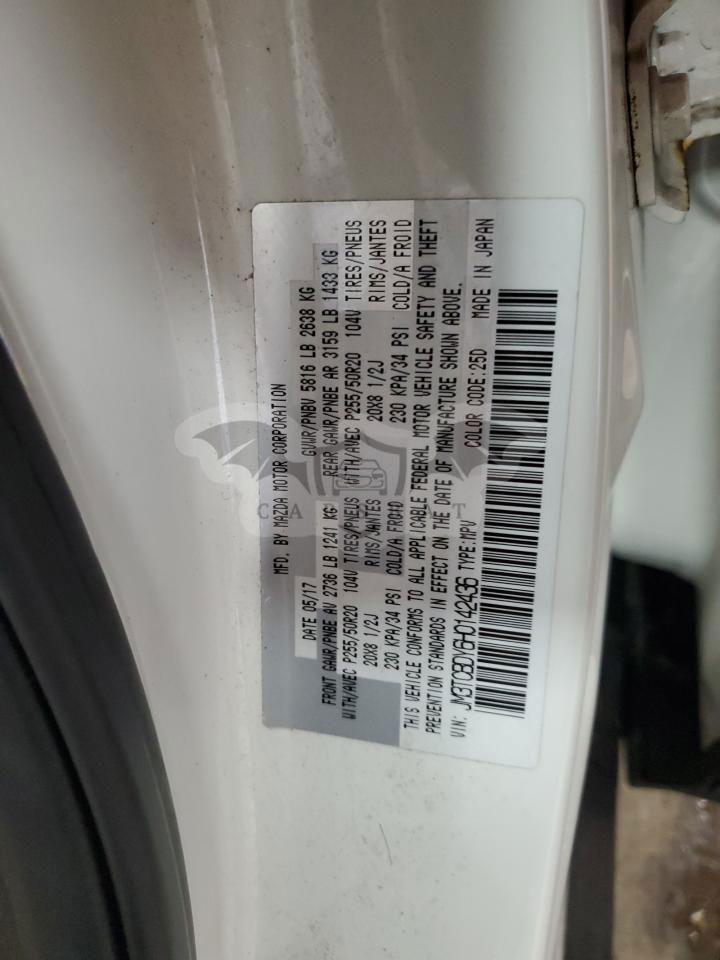 MFD. BY MAZDA MOTOR CORPORATION
DATE 05/17 GVWR/PNBV 5816 LB 2638 KG
FRONT GAWR/PNBE AV 2736 LB 1241 KG REAR GAWR/PNBE AR 3159 LB 1433 KG
WITH/AVEC P255/50R20 104V TIRES/PNEUS WITH/AVEC P255/50R20 104V TIRES/PNEUS
20X8 1/2J RIMS/JANTES 20X8 1/2J RIMS/JANTES
230 KPA/34 PSI COLD/A FROID 230 KPA/34 PSI COLD/A FROID
THIS VEHICLE CONFORMS TO ALL APPLICABLE FEDERAL MOTOR VEHICLE SAFETY AND THEFT
PREVENTION STANDARDS IN EFFECT ON THE DATE OF MANUFACTURE SHOWN ABOVE.
VIN: JM3TCBDY6H0142436 TYPE:MPV COLOR CODE:25D MADE IN JAPAN